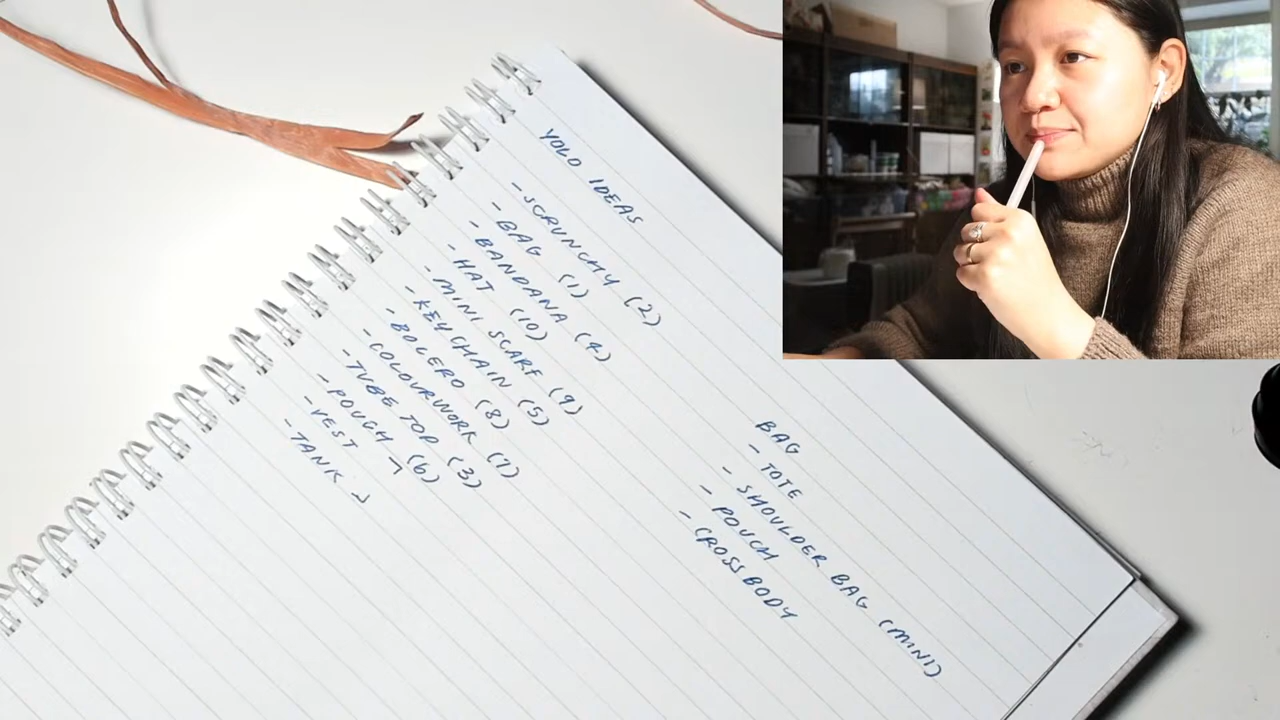 YOLO IDEAS
- SCRUNCHY (2)
- BAG (1)
- BANDANA (4)
- HAT (10)
- MINI SCARF (9)
- KEYCHAIN (5)
- BOLERO (8)
- COLOURWORK (7)
- TUBE TOP (3)
- POUCH (6)
- VEST
- TANK
BAG
- TOTE
- SHOULDER BAG (MINI)
- POUCH
- CROSSBODY